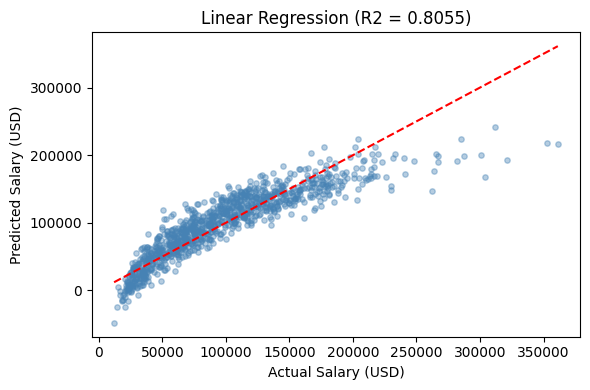 Linear Regression (R2 = 0.8055)
Predicted Salary (USD)
300000
200000
100000
0
0 50000 100000 150000 200000 250000 300000 350000
Actual Salary (USD)